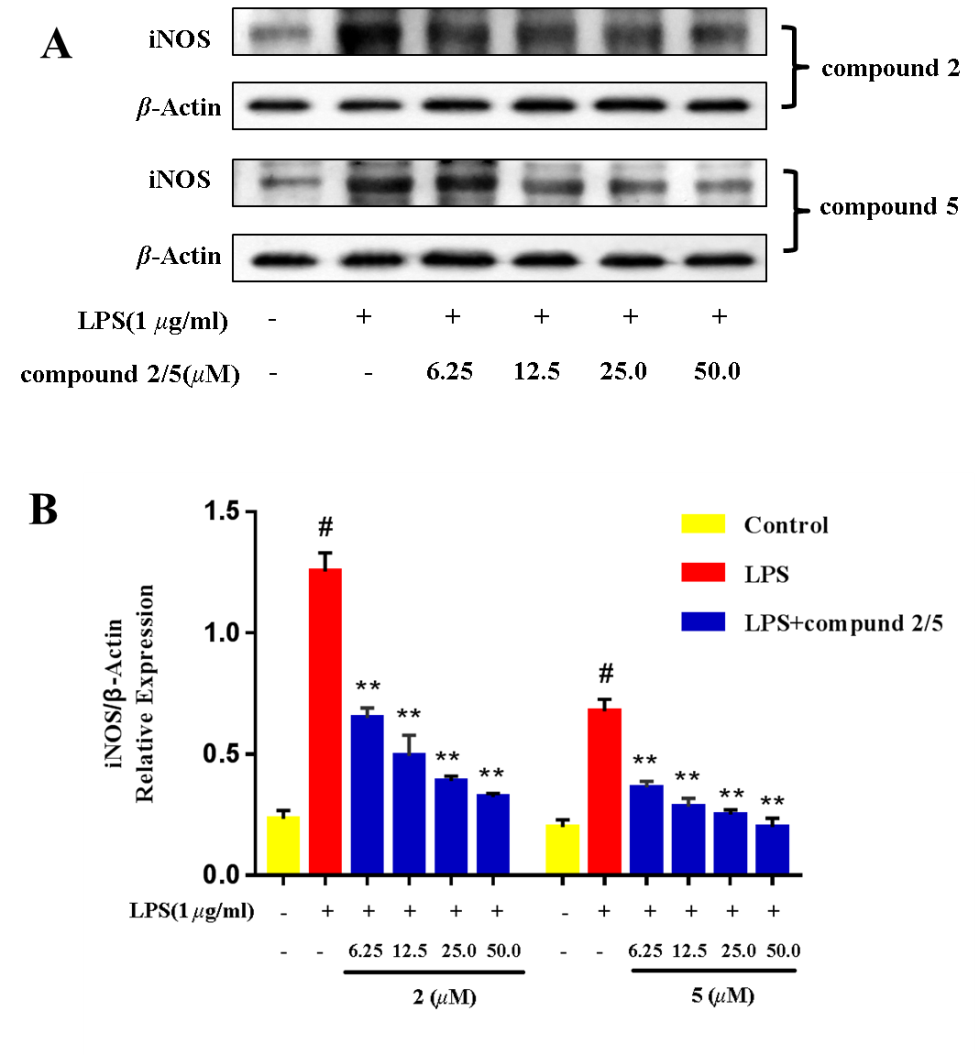 A
iNOS
compound 2
β-Actin
iNOS
compound 5
β-Actin
LPS(1 μg/ml) - + + + + +
compound 2/5(μM) - - 6.25 12.5 25.0 50.0
B
1.5
1.0
0.5
0.0
iNOS/β-Actin
Relative Expression
# ** ** ** **
# ** ** ** **
Control
LPS
LPS+compund 2/5
LPS(1 μg/ml) - + + + + + - + + + + +
- - 6.25 12.5 25.0 50.0 - - 6.25 12.5 25.0 50.0
2 (μM) 5 (μM)